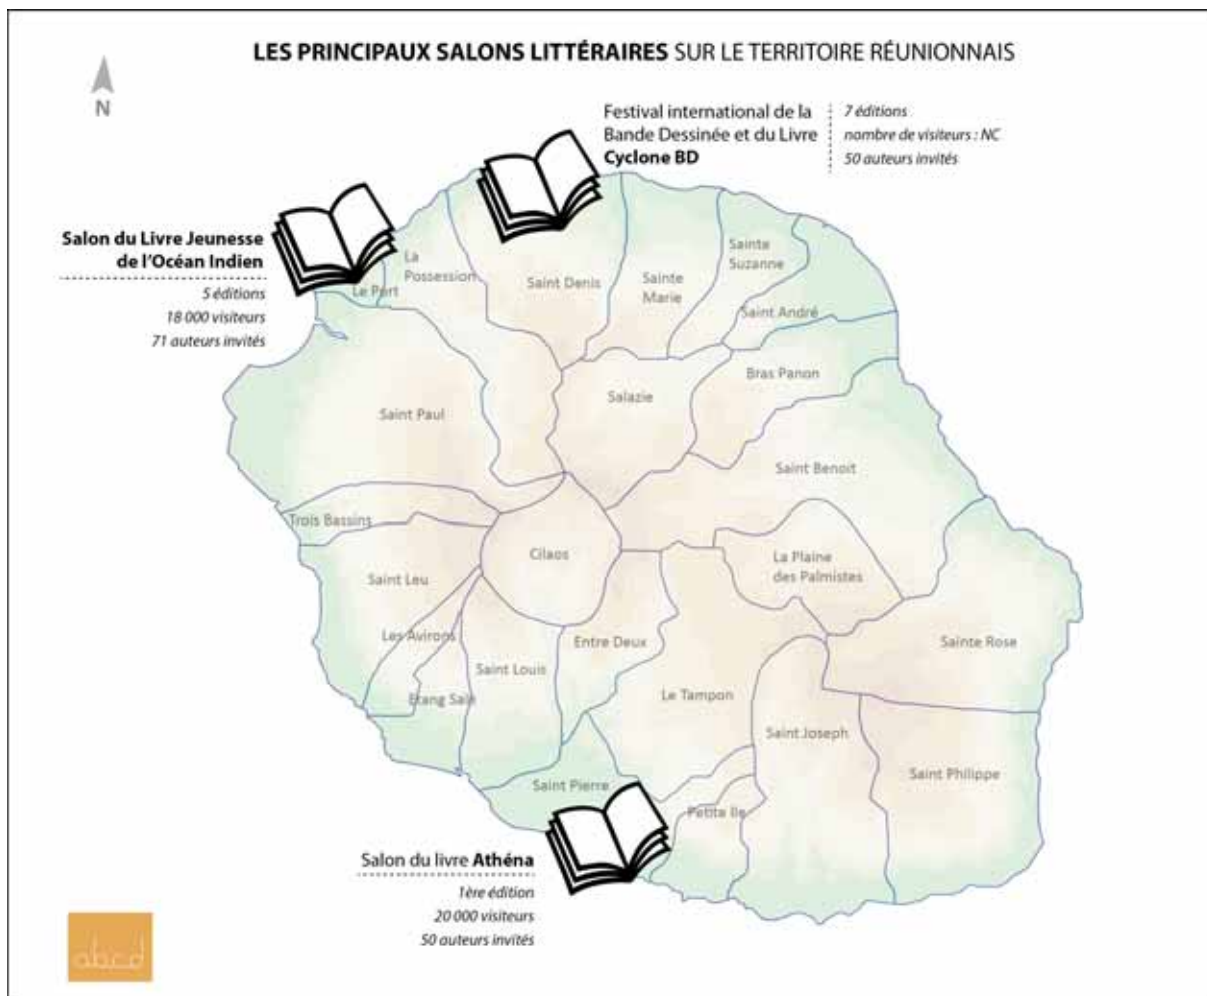 LES PRINCIPAUX SALONS LITTÉRAIRES SUR LE TERRITOIRE RÉUNIONNAIS
N
Festival international de la
Bande Dessinée et du Livre
Cyclone BD
7 éditions
nombre de visiteurs : NC
50 auteurs invités
Salon du Livre Jeunesse
de l'Océan Indien
5 éditions
18 000 visiteurs
71 auteurs invités
La
Possession
Le Port
Saint Denis
Sainte
Marie
Sainte
Suzanne
Saint André
Bras Panon
Salazie
Saint Paul
Saint Benoit
Trois Bassins
Cilaos
La Plaine
des Palmistes
Saint Leu
Les Avirons
Entre Deux
Sainte Rose
Saint Louis
Etang Salé
Le Tampon
Saint Joseph
Saint Philippe
Saint Pierre
Petite Ile
Salon du livre Athéna
1ère édition
20 000 visiteurs
50 auteurs invités
abcd